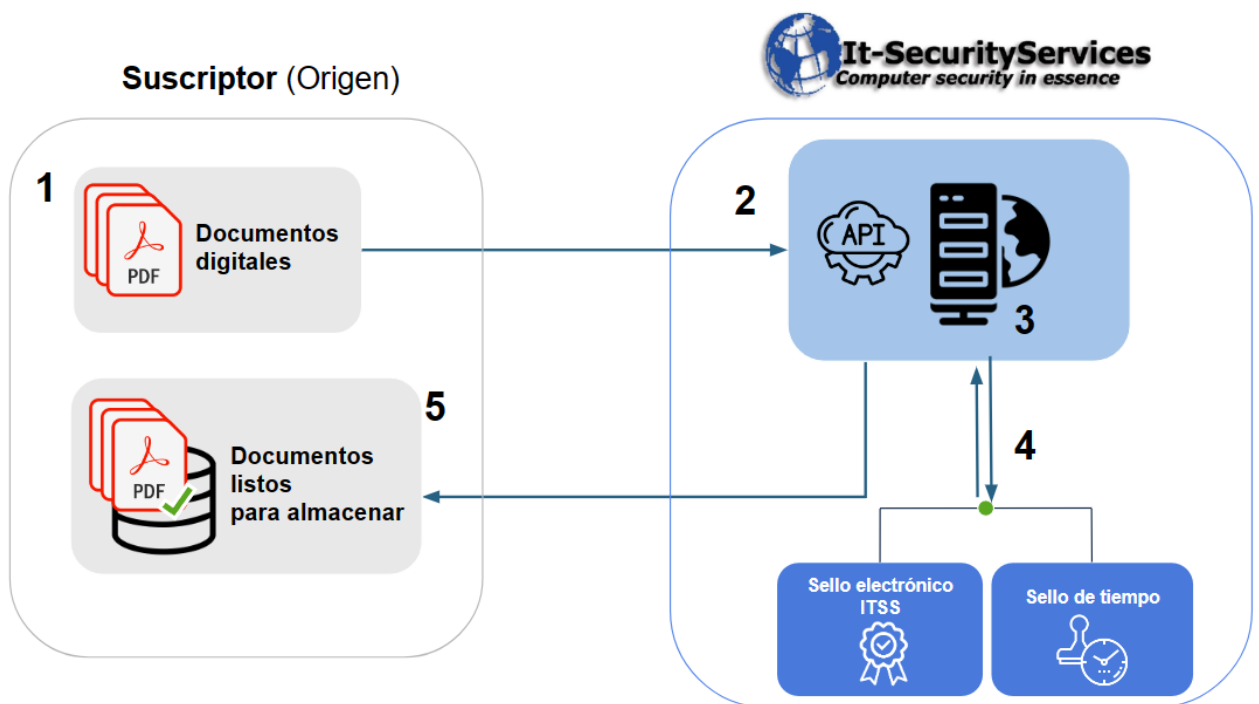 It-SecurityServices
Computer security in essence
Suscriptor (Origen)
1
PDF
Documentos
digitales
2
API
3
5
PDF
Documentos
listos
para almacenar
4
Sello electrónico
ITSS
Sello de tiempo